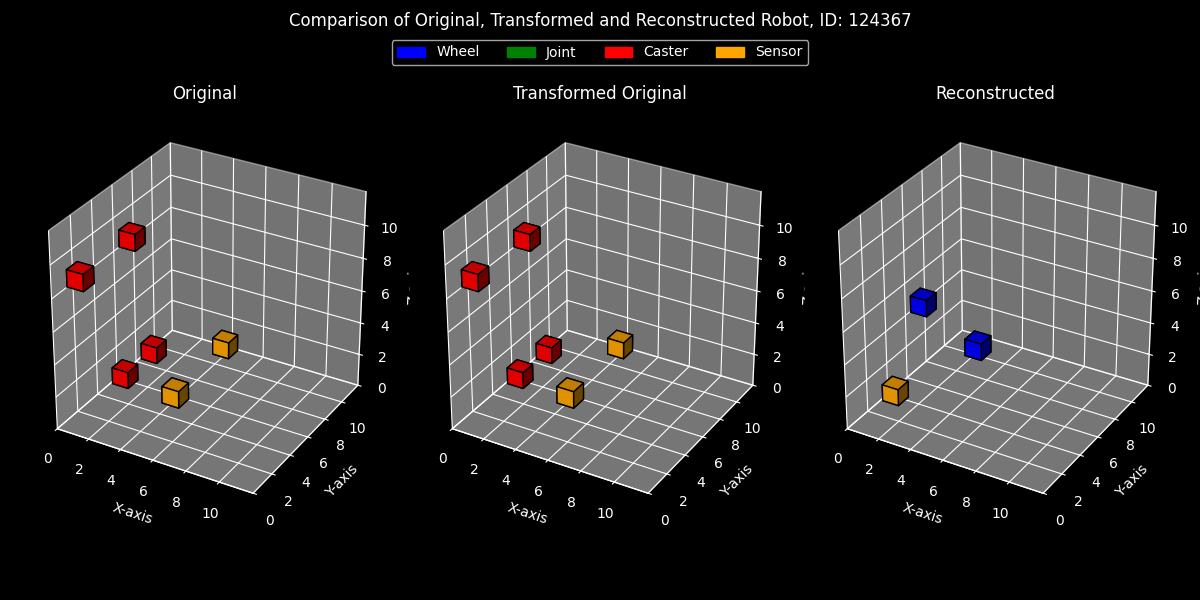 Comparison of Original, Transformed and Reconstructed Robot, ID: 124367
Wheel Joint Caster Sensor
Original Transformed Original Reconstructed
10 10 10
8 8 8
6 6 6
4 4 4
2 2 2
0 0 0
0 2 4 6 8 10 0 2 4 6 8 10 0 2 4 6 8 10
0 2 4 6 8 10 0 2 4 6 8 10 0 2 4 6 8 10
X-axis Y-axis X-axis Y-axis X-axis Y-axis